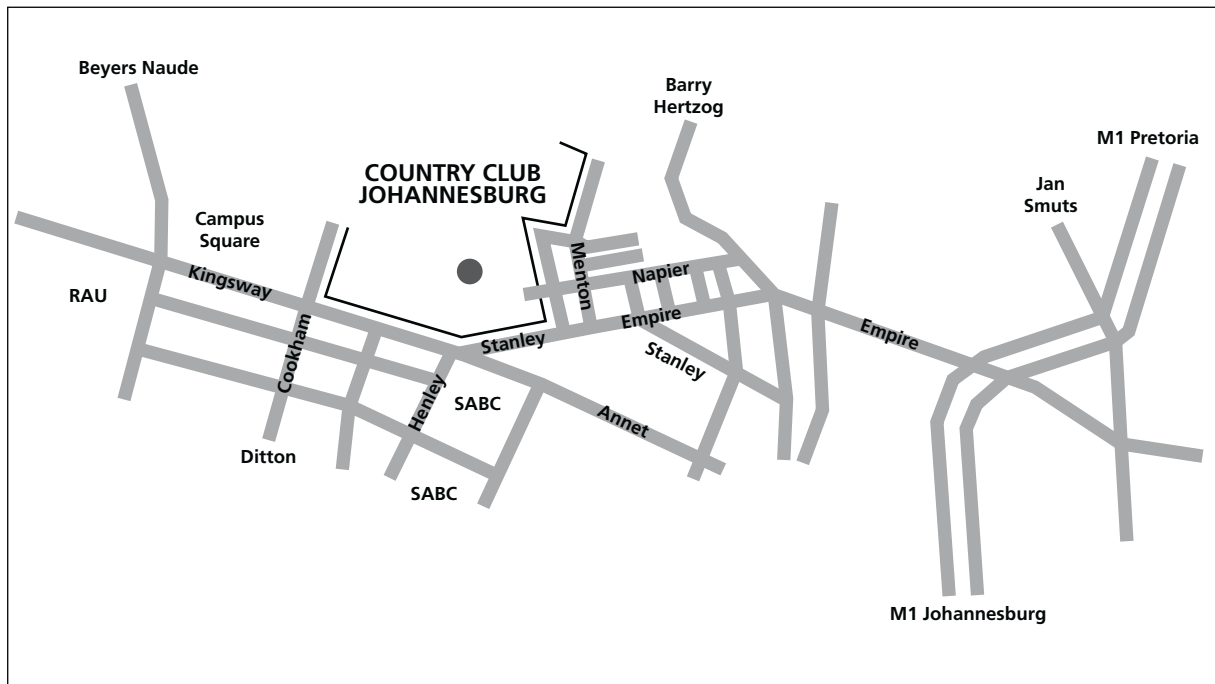 Beyers Naude
Barry
Hertzog
M1 Pretoria
COUNTRY CLUB
JOHANNESBURG
Jan
Smuts
Campus
Square
Kingsway
RAU
Menton
Napier
Empire
Stanley
Empire
Stanley
Cookham
Henley
SABC
Annet
Ditton
SABC
M1 Johannesburg